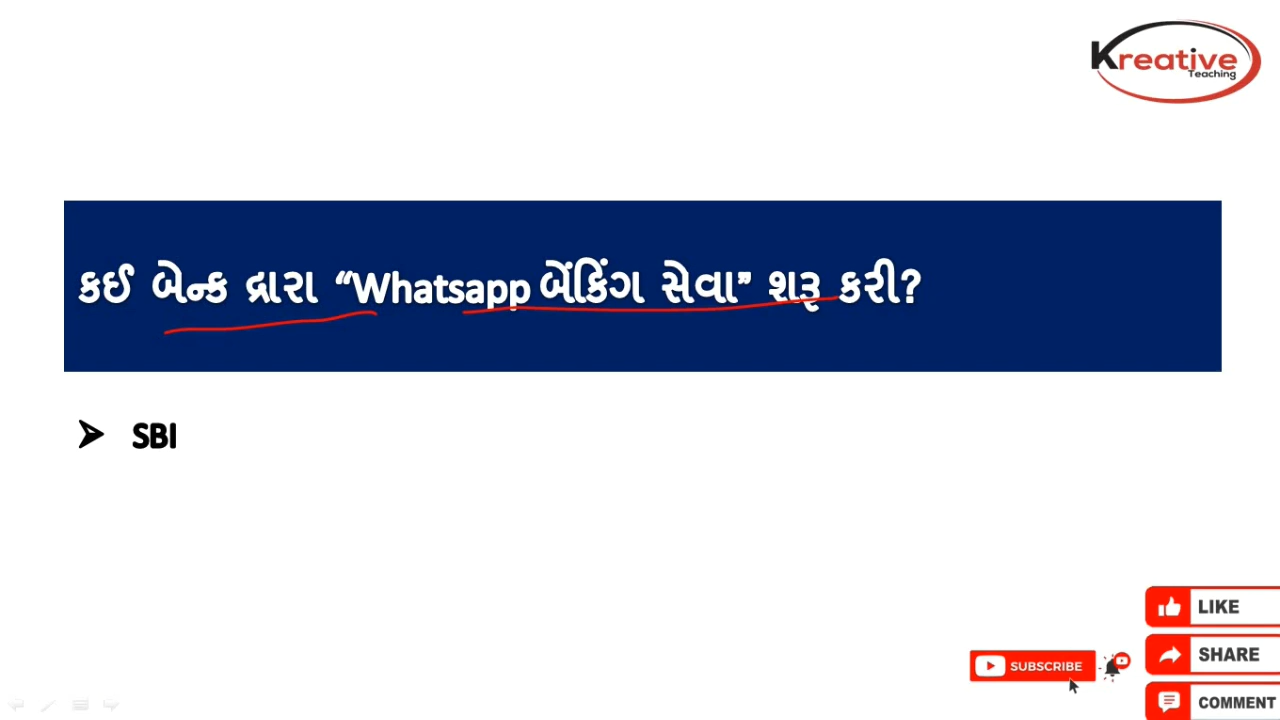 Kreative
Teaching
કઈ બેન્ક દ્વારા “Whatsapp બેંકિંગ સેવા” શરૂ કરી?
➤ SBI
LIKE
SUBSCRIBE
SHARE
COMMENT